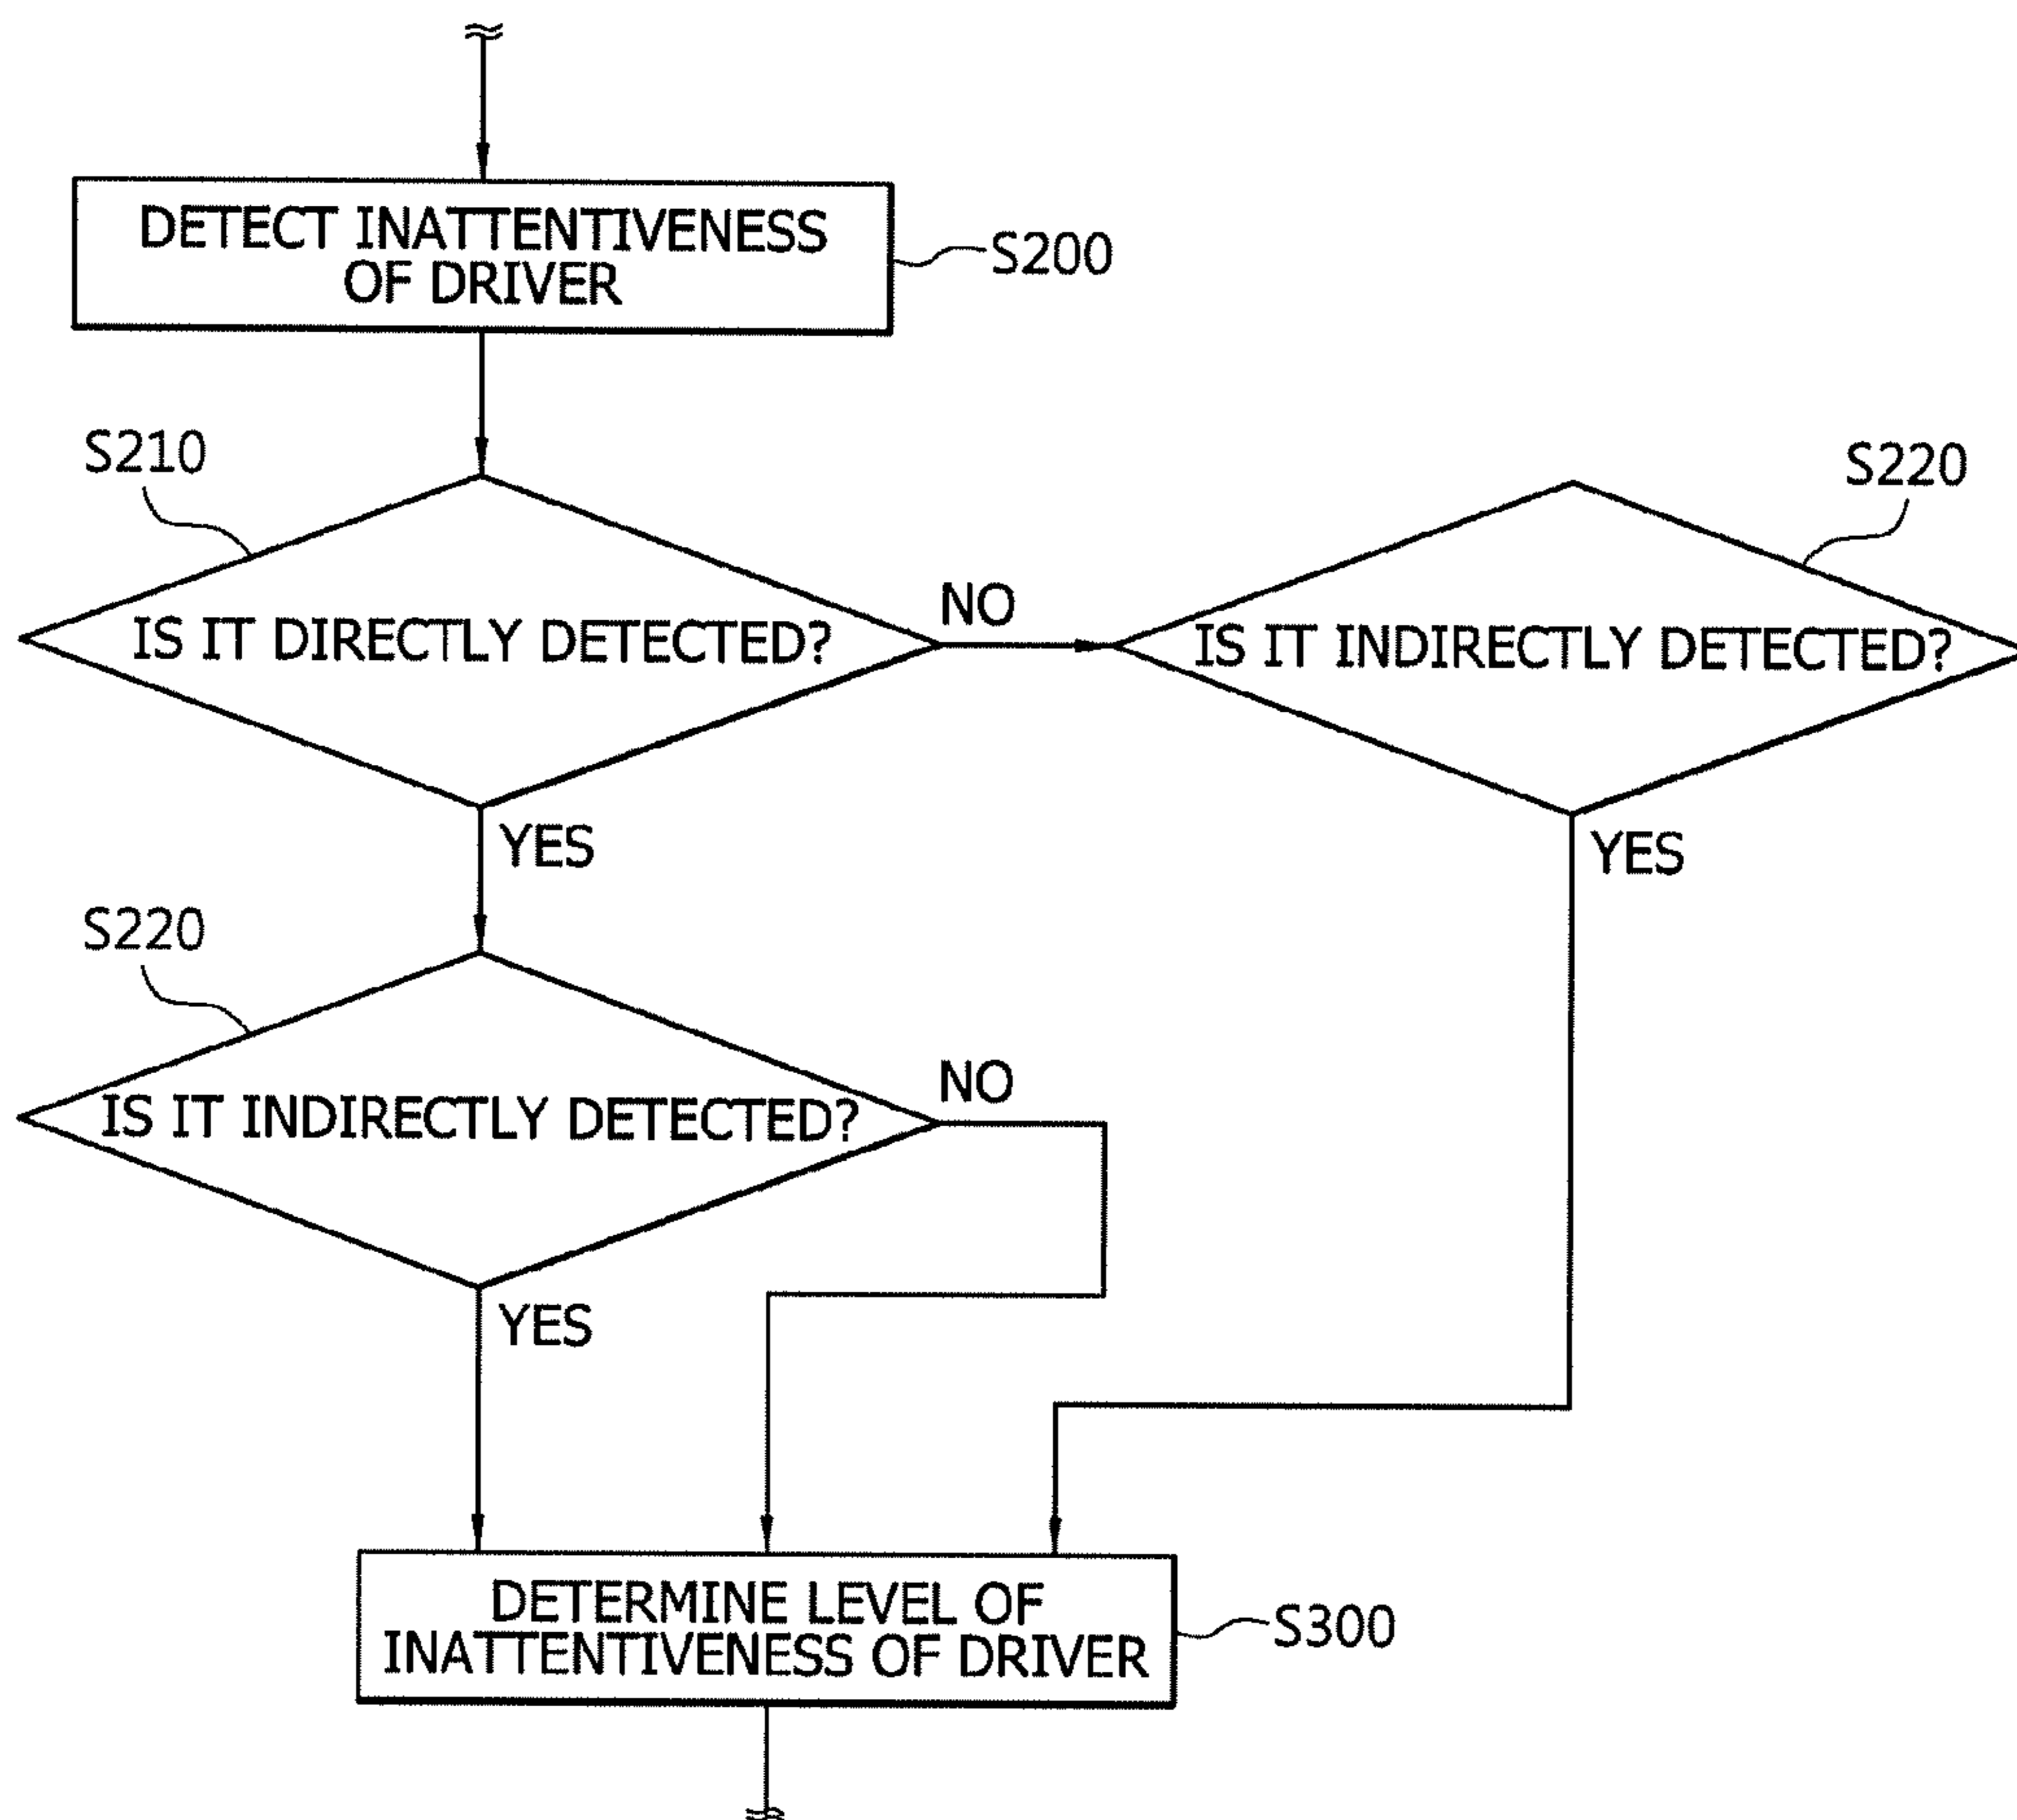 DETECT INATTENTIVENESS
OF DRIVER
S200
S210
IS IT DIRECTLY DETECTED?
NO
S220
IS IT INDIRECTLY DETECTED?
YES
YES
S220
IS IT INDIRECTLY DETECTED?
NO
YES
DETERMINE LEVEL OF
INATTENTIVENESS OF DRIVER
S300